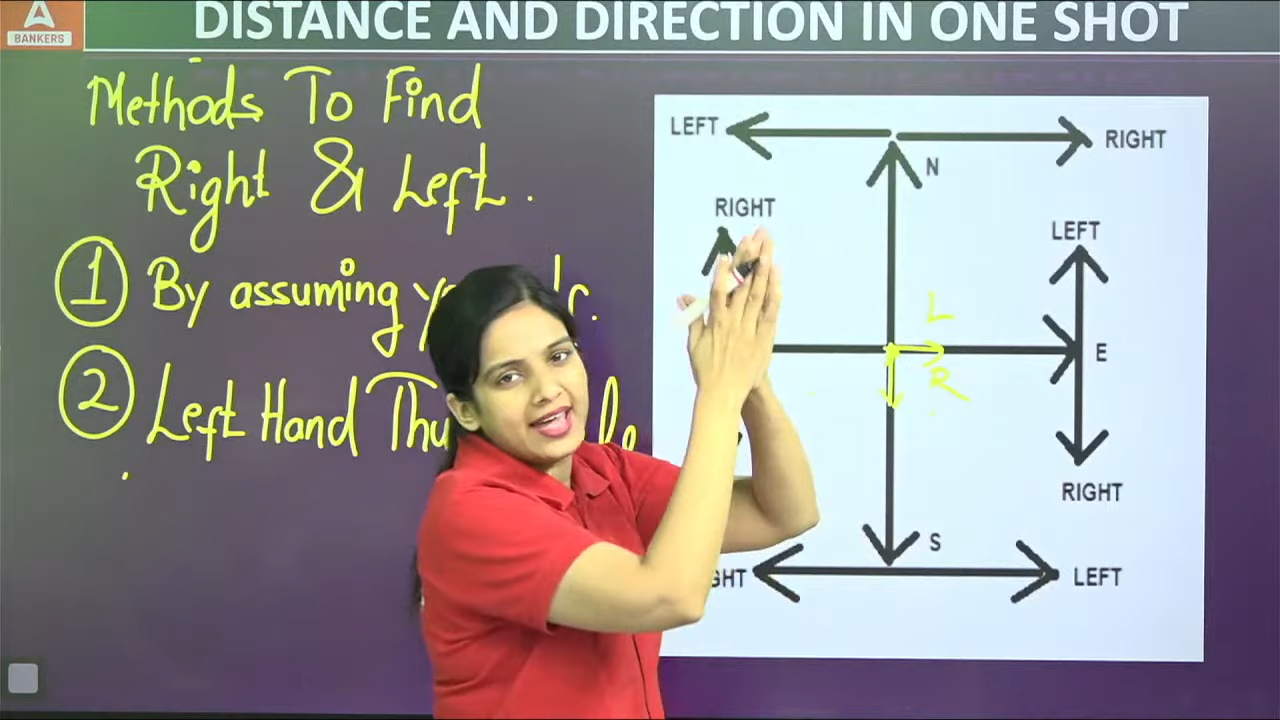 DISTANCE AND DIRECTION IN ONE SHOT
A
BANKERS
Methods To Find
Right & Left.
1 By assuming
2 Left Hand
LEFT
RIGHT
N
RIGHT
LEFT
L
E
R
RIGHT
S
LEFT